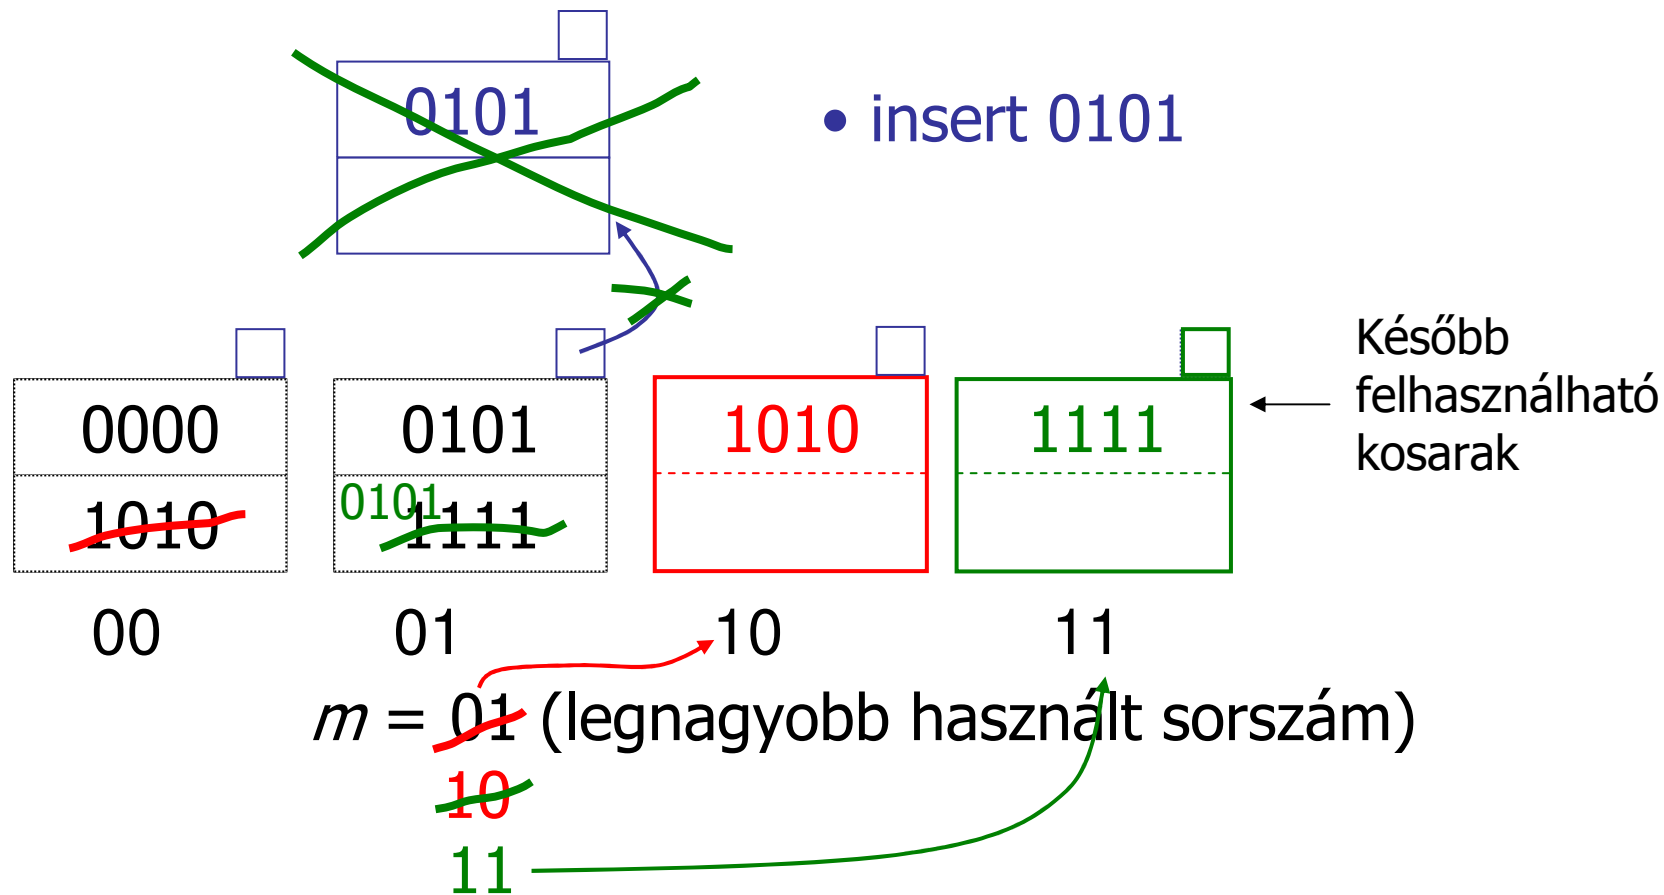 0101
• insert 0101
Később
felhasználható
kosarak
0000 0101 1010 1111
1010 0101 1111
00 01 10 11
m = 01 (legnagyobb használt sorszám)
10
11